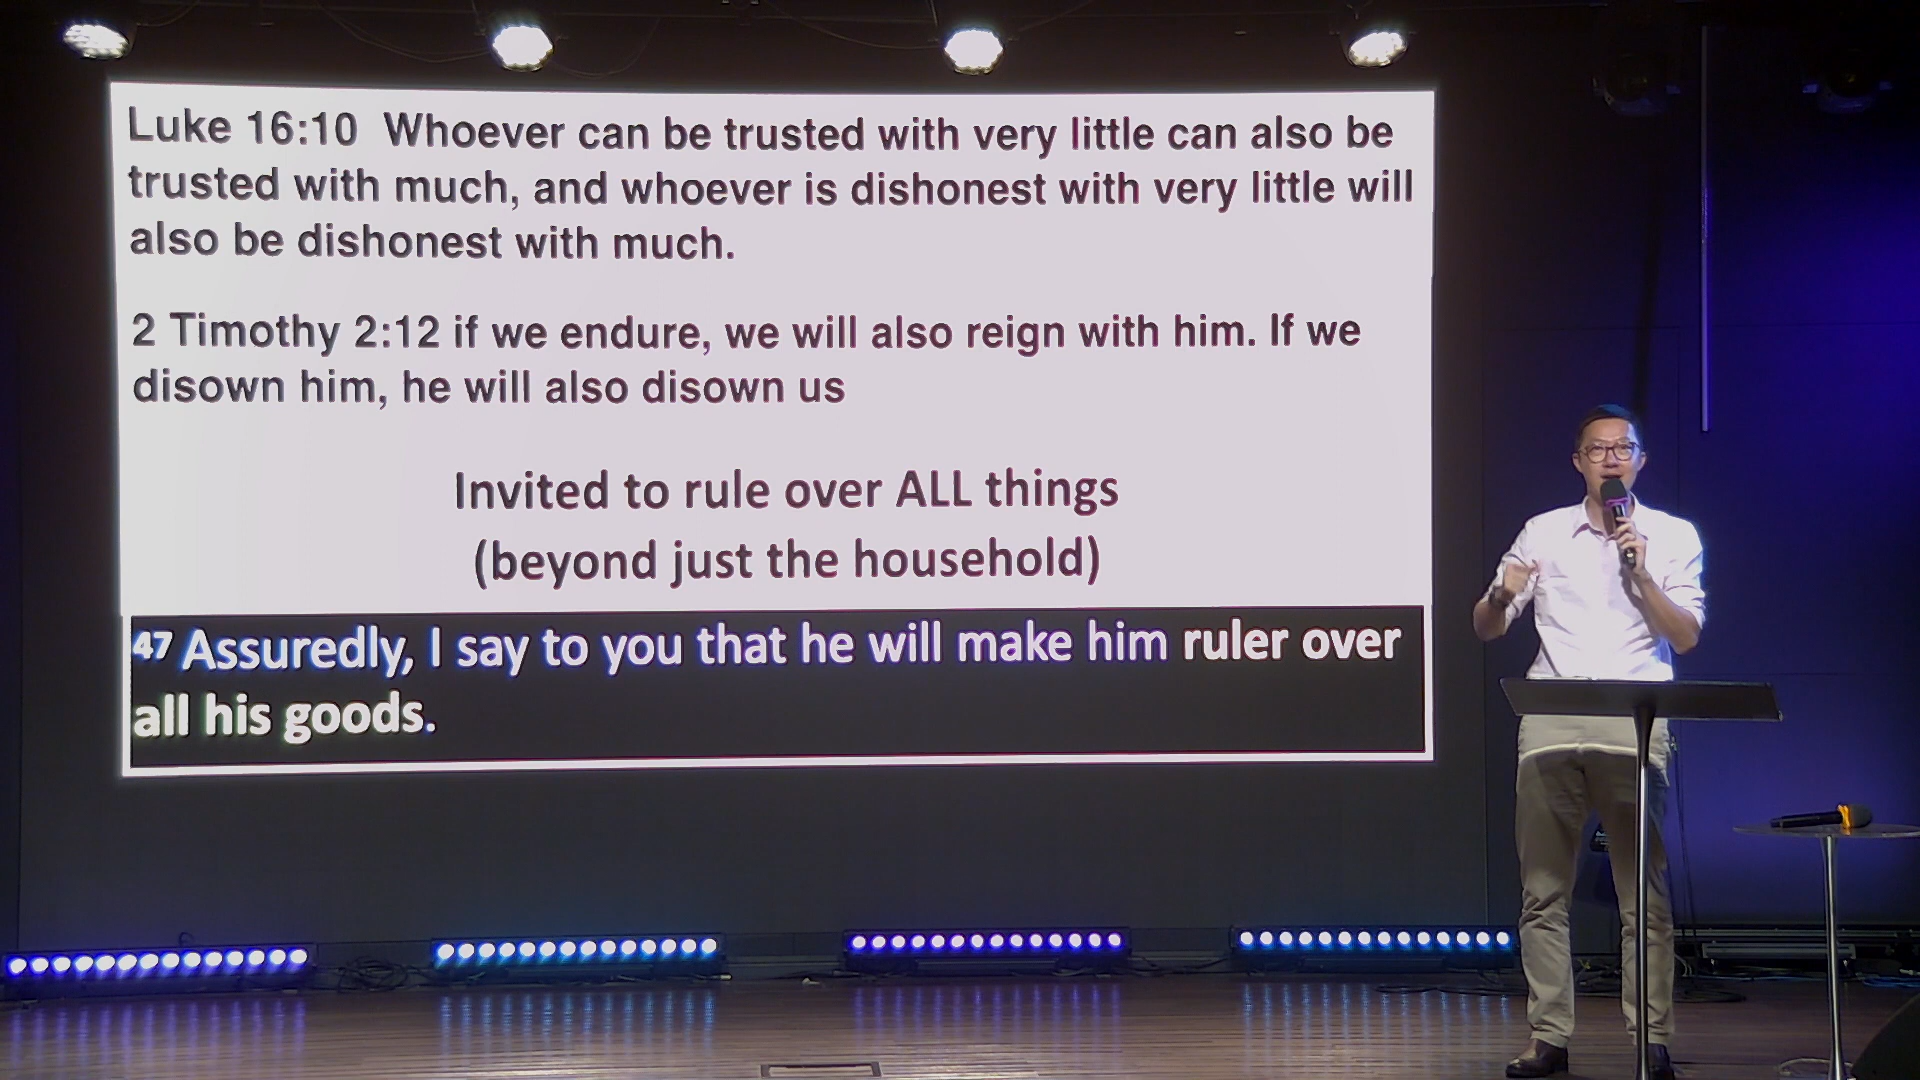 Luke 16:10  Whoever can be trusted with very little can also be
trusted with much, and whoever is dishonest with very little will
also be dishonest with much.
2 Timothy 2:12 if we endure, we will also reign with him. If we
disown him, he will also disown us
Invited to rule over ALL things
(beyond just the household)
47 Assuredly, I say to you that he will make him ruler over
all his goods.